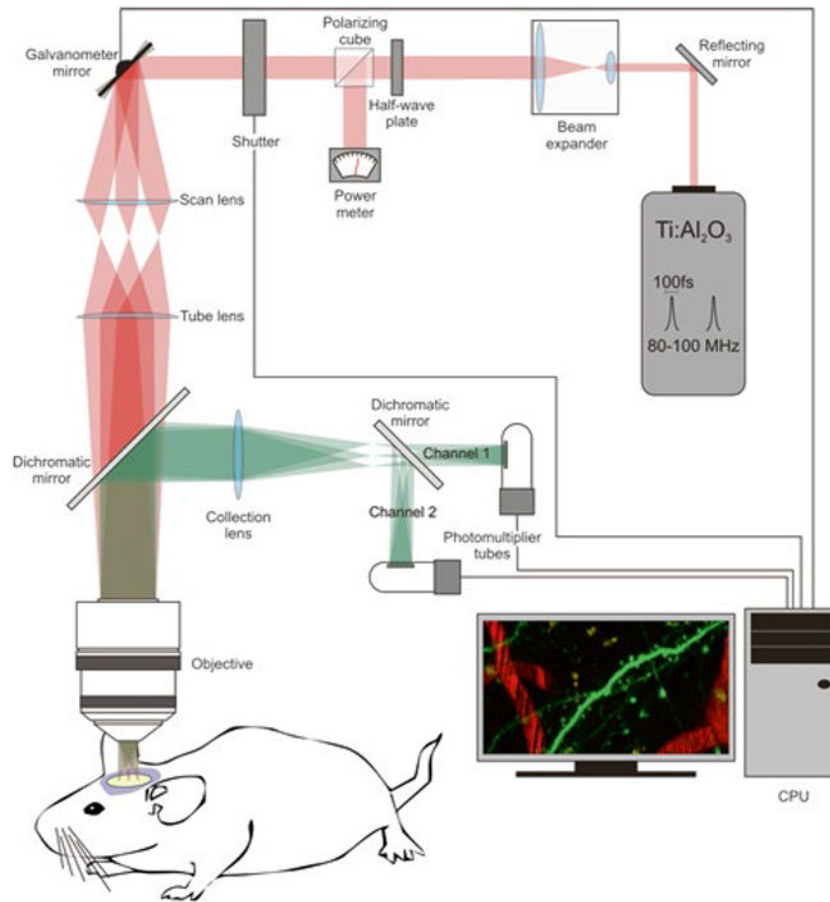 Polarizing
cube
Galvanometer
mirror
Reflecting
mirror
Half-wave
plate
Beam
expander
Shutter
Power
meter
Scan lens
Ti:Al₂O₃
100fs
80-100 MHz
Tube lens
Dichromatic
mirror
Channel 1
Dichromatic
mirror
Collection
lens
Channel 2
Photomultiplier
tubes
Objective
CPU